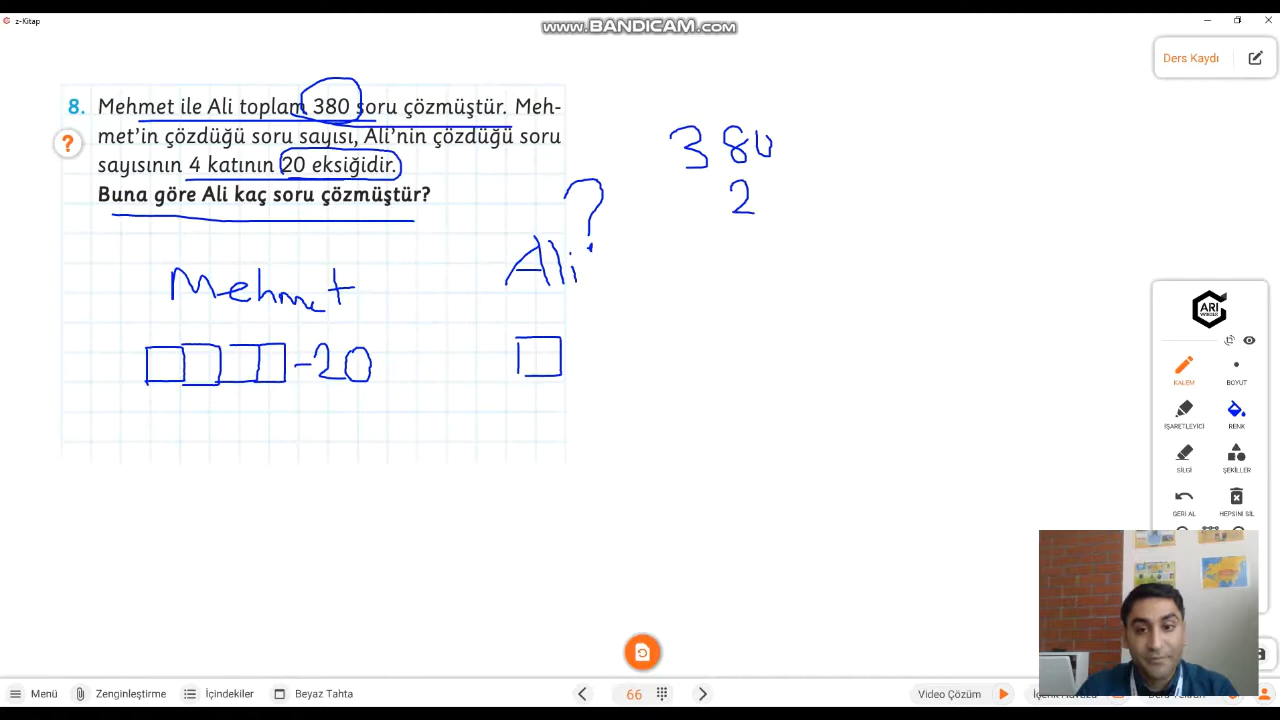 z-Kitap
www.BANDICAM.com
Ders Kaydı
8. Mehmet ile Ali toplam 380 soru çözmüştür. Meh-
met'in çözdüğü soru sayısı, Ali'nin çözdüğü soru
sayısının 4 katının 20 eksiğidir.
Buna göre Ali kaç soru çözmüştür?
?
380
2
Mehmet
Ali ?
-20
ARI
KALEM
BOYUT
İŞARETLEYİCİ
RENK
SİLGİ
ŞEKİLLER
GERİ AL
HEPSİNİ SİL
Menü
Zenginleştirme
İçindekiler
Beyaz Tahta
66
Video Çözüm